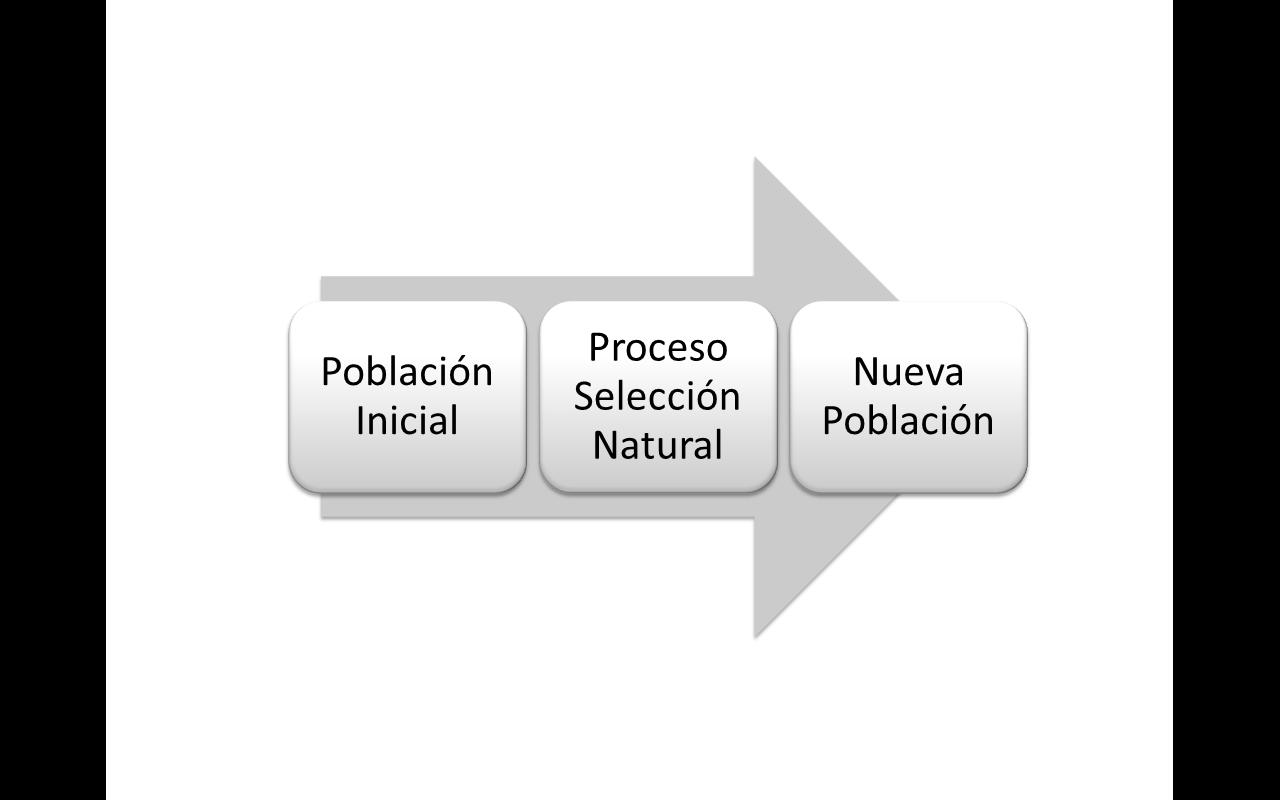 Población
Inicial
Proceso
Selección
Natural
Nueva
Población